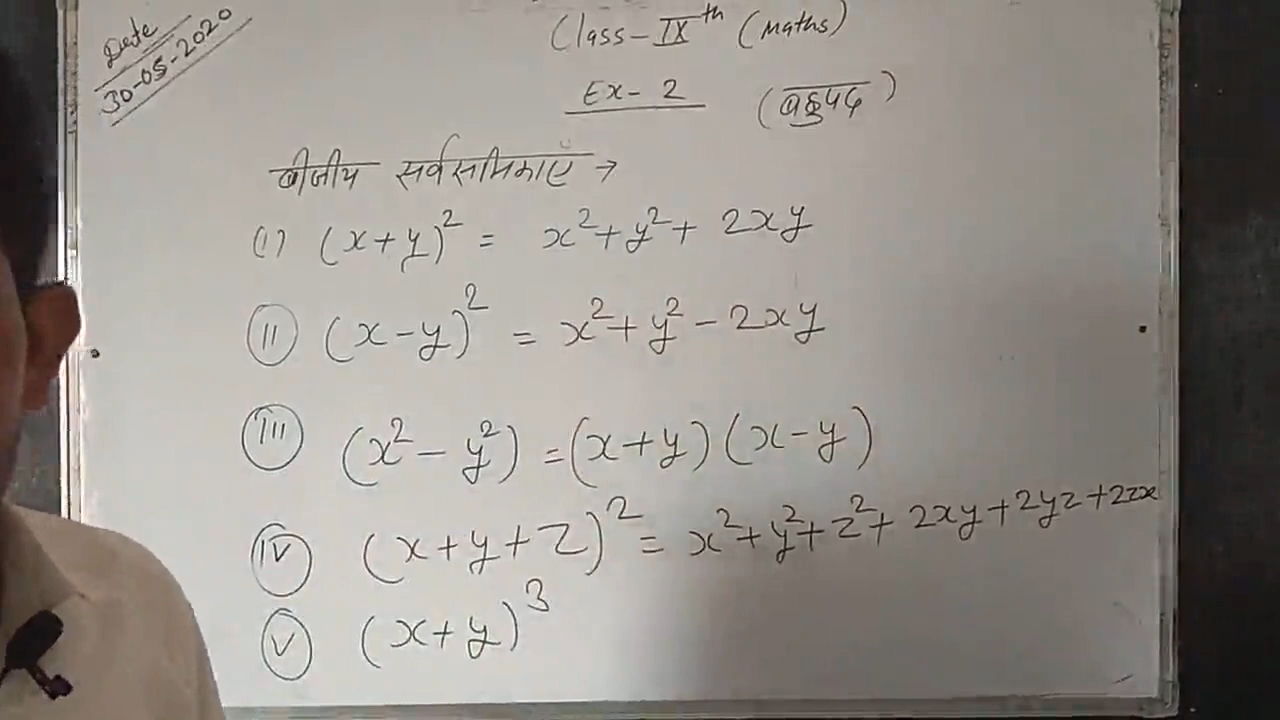 Date
30-05-2020
Class-IXth (Maths)
Ex- 2 (बहुपद)
बीजीय सर्वसमिकाएँ →
(i) (x+y)² = x²+y²+ 2xy
(ii) (x-y)² = x²+y²-2xy
(iii) (x²-y²) =(x+y)(x-y)
(iv) (x+y+z)² = x²+y²+z²+ 2xy+2yz+2zx
(v) (x+y)³